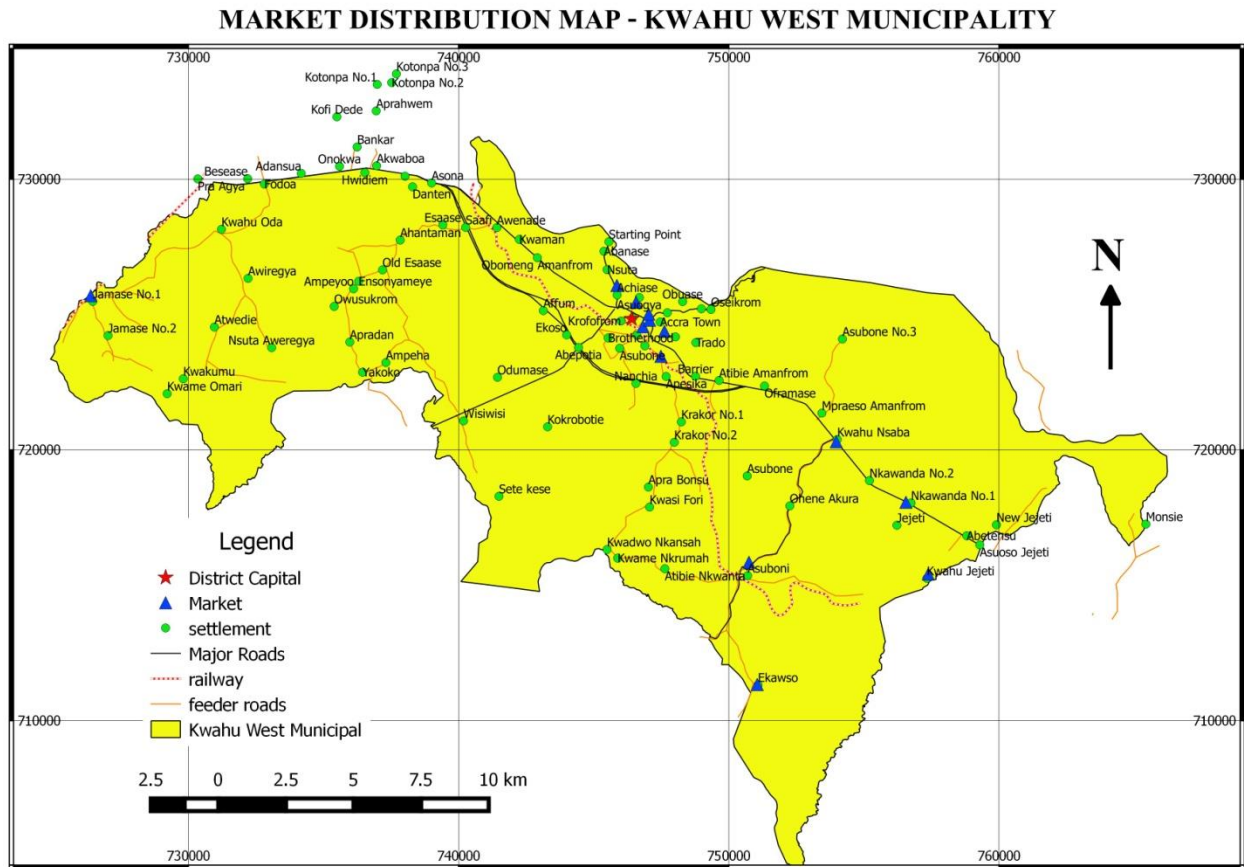 MARKET DISTRIBUTION MAP - KWAHU WEST MUNICIPALITY
730000 740000 750000 760000
Kotonpa No.3
Kotonpa No.1
Kotonpa No.2
Kofi Dede
Aprahwem
Bankar
Besease
Adansua
Onokwa
Akwaboa
730000
730000
Pra Agya
Fodoa
Hwidiem
Asona
Danten
Kwahu Oda
Esaase
Saafi
Awenade
Ahantaman
Kwaman
Starting Point
Abanase
Obomeng Amanfrom
Nsuta
Awiregya
Old Esaase
Ampeyoo
Ensonyameye
Achiase
Jamase No.1
Owusukrom
Affum
Asuogya
Obuase
Oseikrom
Atwedie
Krofofrom
Accra Town
Jamase No.2
Nsuta Aweregya
Apradan
Ekoso
Brotherhood
Trado
Asubone No.3
Abepotia
Asubone
Ampeha
Kwakumu
Yakoko
Odumase
Nanchia
Apesika
Barrier
Atibie Amanfrom
Kwame Omari
Oframase
Wisiwisi
Kokrobotie
Krakor No.1
Mpraeso Amanfrom
Krakor No.2
Kwahu Nsaba
720000
720000
Asubone
Nkawanda No.2
Sete kese
Apra Bonsu
Kwasi Fori
Ohene Akura
Nkawanda No.1
Jejeti
New Jejeti
Monsie
Abetensu
Kwadwo Nkansah
Asuoso Jejeti
Kwame Nkrumah
Atibie Nkwanta
Asuboni
Kwahu Jejeti
Ekawso
710000
710000
N
Legend
District Capital
Market
settlement
Major Roads
railway
feeder roads
Kwahu West Municipal
2.5 0 2.5 5 7.5 10 km
730000 740000 750000 760000